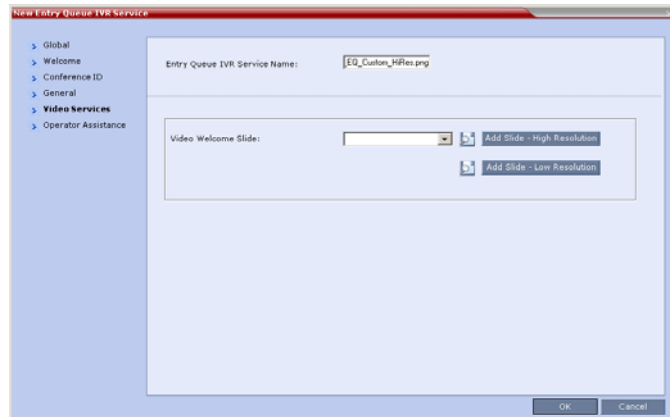 New Entry Queue IVR Service
Global
Welcome
Conference ID
General
Video Services
Operator Assistance
Entry Queue IVR Service Name:
EQ_Custom_HiRes.png
Video Welcome Slide:
Add Slide - High Resolution
Add Slide - Low Resolution
OK
Cancel